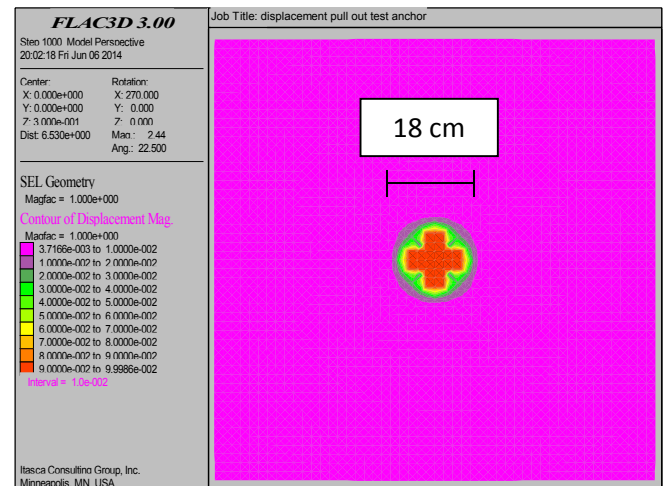 FLAC3D 3.00
Job Title: displacement pull out test anchor
Step 1000 Model Perspective
20:02:18 Fri Jun 06 2014
Center: Rotation:
X: 0.000e+000 X: 270.000
Y: 0.000e+000 Y: 0.000
Z: 3.000e-001 Z: 0.000
Dist: 6.530e+000 Mag.: 2.44
Ang.: 22.500
SEL Geometry
Magfac = 1.000e+000
Contour of Displacement Mag.
Magfac = 1.000e+000
3.7166e-003 to 1.0000e-002
1.0000e-002 to 2.0000e-002
2.0000e-002 to 3.0000e-002
3.0000e-002 to 4.0000e-002
4.0000e-002 to 5.0000e-002
5.0000e-002 to 6.0000e-002
6.0000e-002 to 7.0000e-002
7.0000e-002 to 8.0000e-002
8.0000e-002 to 9.0000e-002
9.0000e-002 to 9.9986e-002
Interval = 1.0e-002
18 cm
Itasca Consulting Group, Inc.
Minneapolis, MN USA